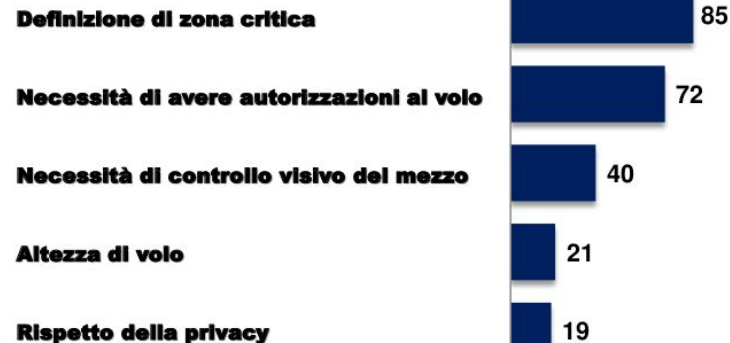 Definizione di zona critica 85
Necessità di avere autorizzazioni al volo 72
Necessità di controllo visivo del mezzo 40
Altezza di volo 21
Rispetto della privacy 19